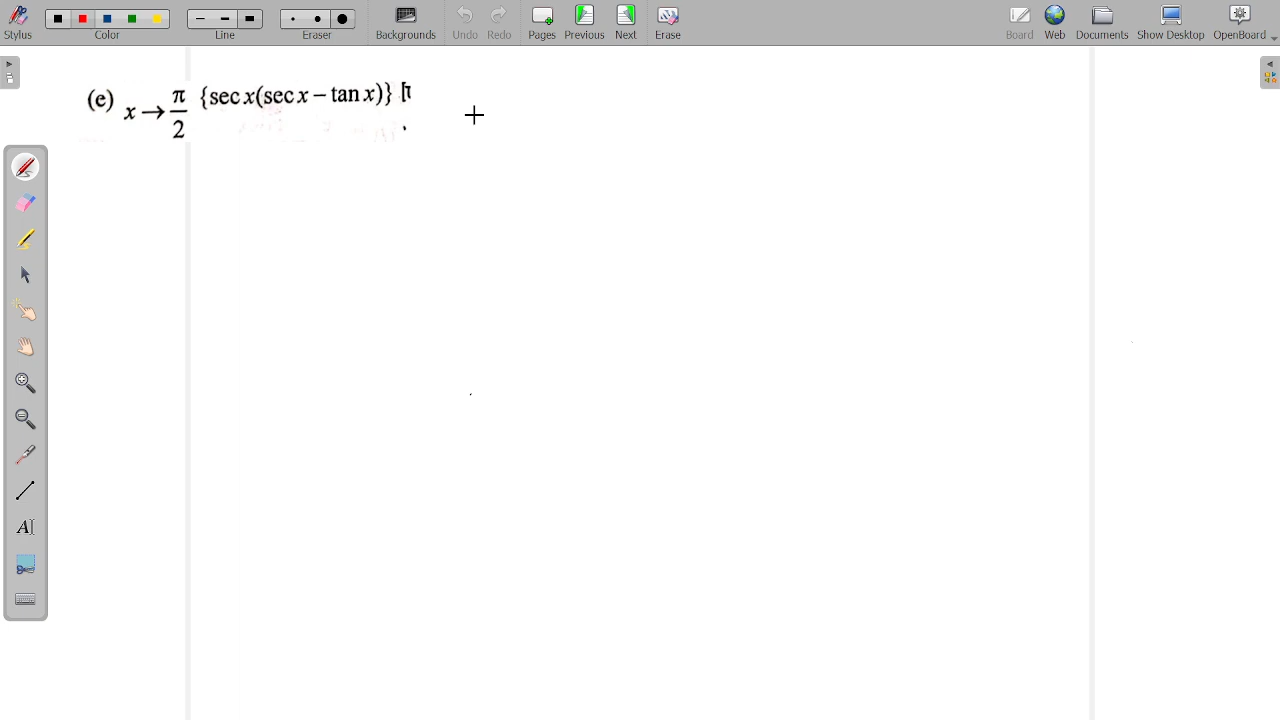 Stylus Color Line Eraser Backgrounds Undo Redo Pages Previous Next Erase Board Web Documents Show Desktop OpenBoard
(e) x → π/2 {sec x(sec x − tan x)} [
A